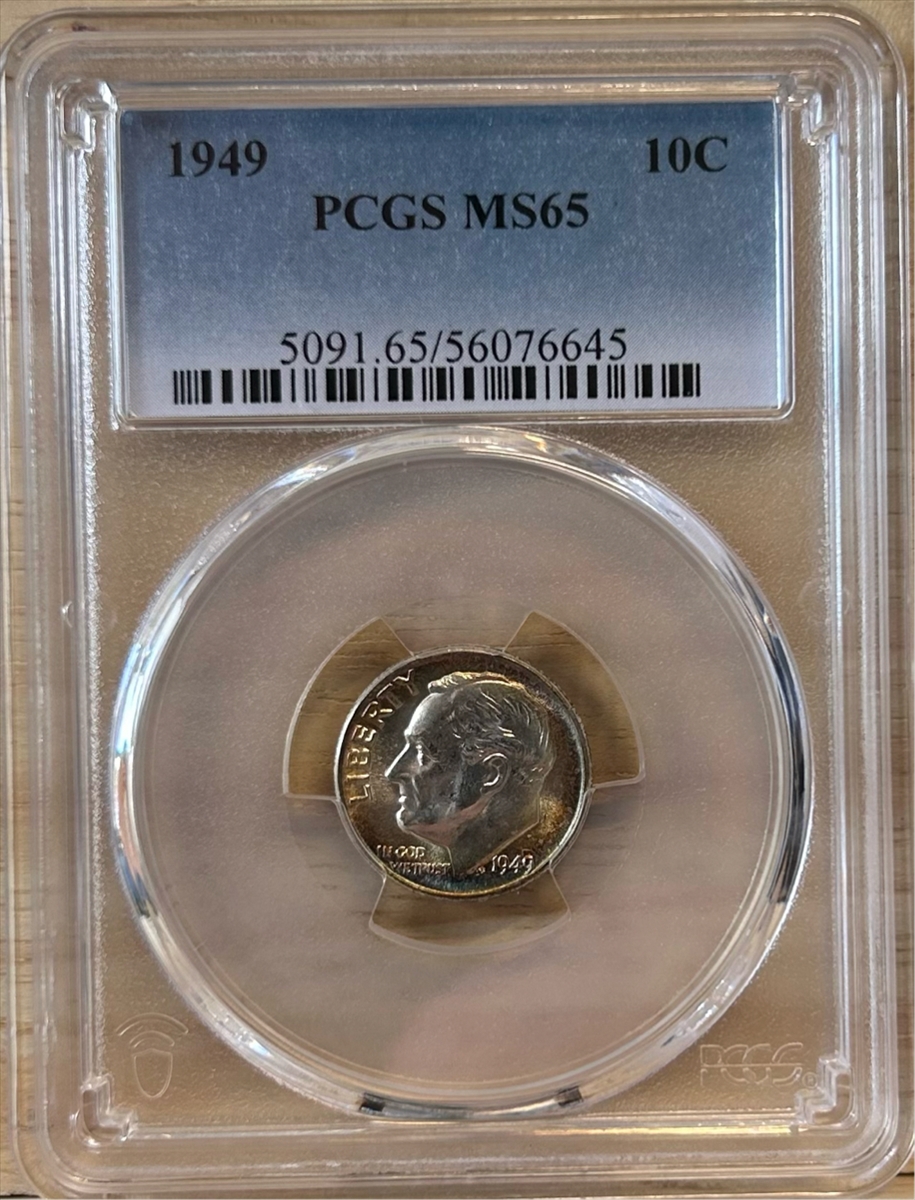 1949 10C
PCGS MS65
5091.65/56076645
LIBERTY
IN GOD
WE TRUST
1949
PCGS